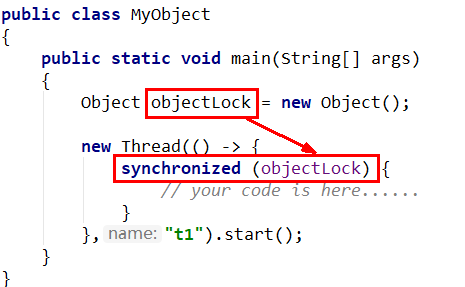 public class MyObject
{
    public static void main(String[] args)
    {
        Object objectLock = new Object();
        new Thread(() -> {
            synchronized (objectLock) {
                // your code is here......
            }
        }, name: "t1").start();
    }
}